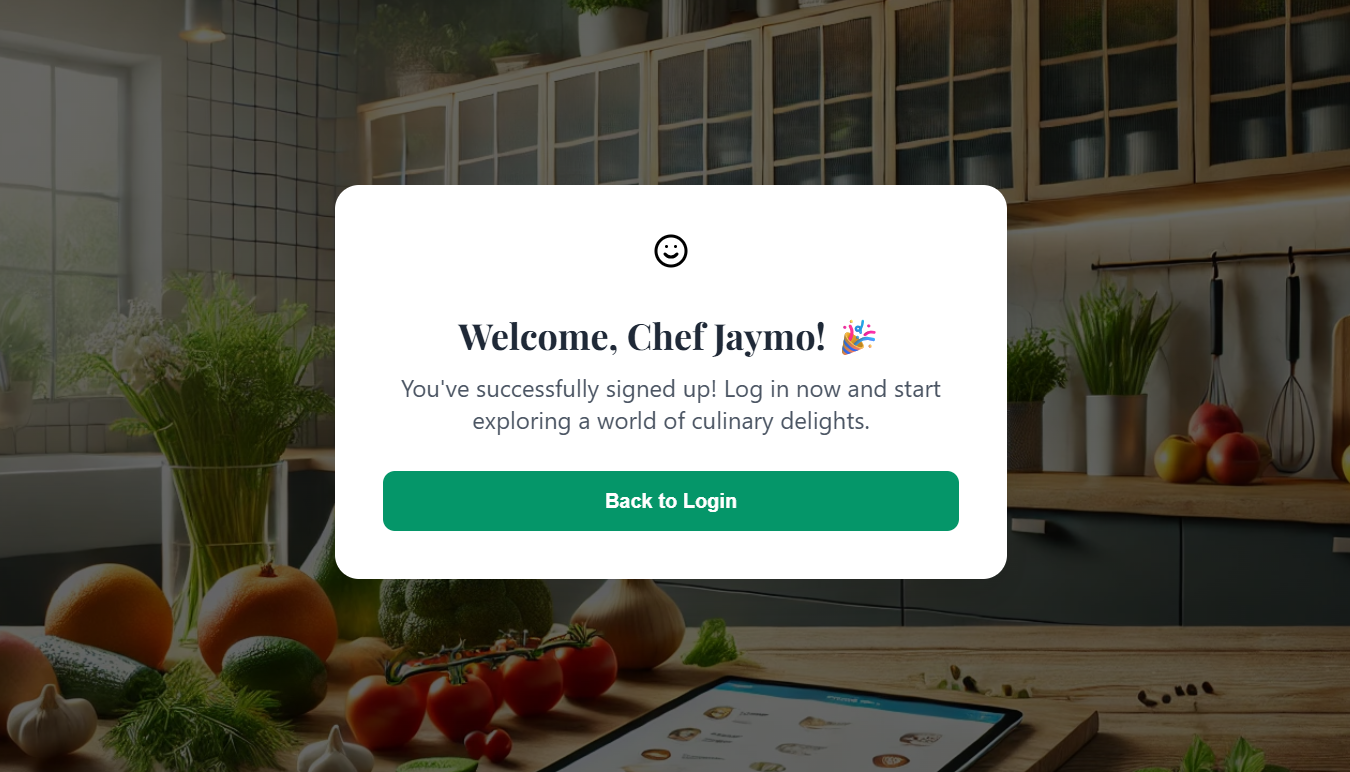 Welcome, Chef Jaymo! 🎉
You've successfully signed up! Log in now and start
exploring a world of culinary delights.
Back to Login